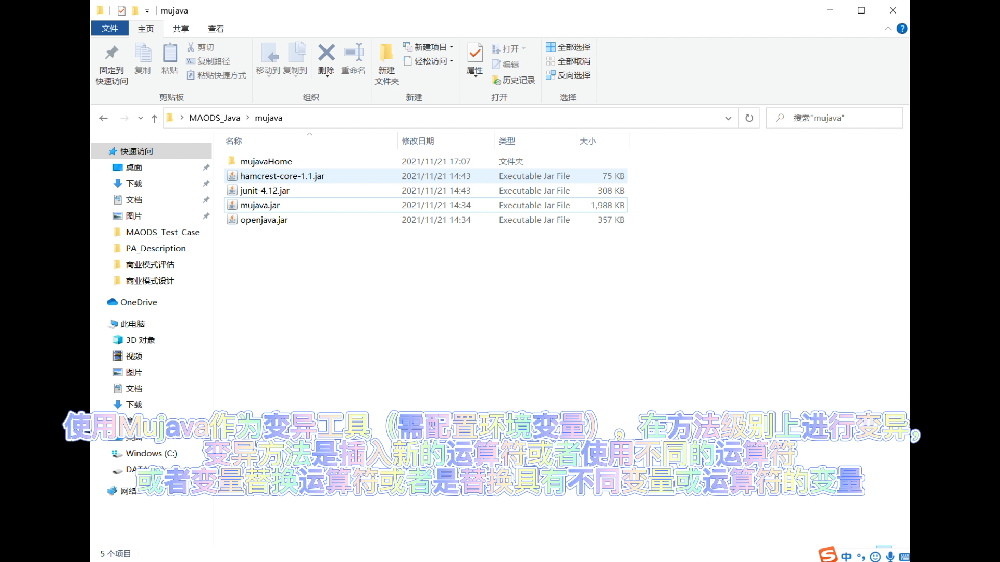 mujava
文件 主页 共享 查看
固定到快速访问
复制
粘贴
剪切
复制路径
粘贴快捷方式
剪贴板
移动到
复制到
删除
重命名
组织
新建文件夹
新建项目
轻松访问
新建
属性
打开
编辑
历史记录
打开
全部选择
全部取消
反向选择
选择
MAODS_Java > mujava
搜索"mujava"
名称 修改日期 类型 大小
mujavaHome 2021/11/21 17:07 文件夹
hamcrest-core-1.1.jar 2021/11/21 14:43 Executable Jar File 75 KB
junit-4.12.jar 2021/11/21 14:43 Executable Jar File 308 KB
mujava.jar 2021/11/21 14:34 Executable Jar File 1,988 KB
openjava.jar 2021/11/21 14:34 Executable Jar File 357 KB
快速访问
桌面
下载
文档
图片
MAODS_Test_Case
PA_Description
商业模式评估
商业模式设计
OneDrive
此电脑
3D 对象
视频
图片
文档
下载
桌面
Windows (C:)
网络
使用Mujava作为变异工具（需配置环境变量），在方法级别上进行变异，
变异方法是插入新的运算符或者使用不同的运算符
或者变量替换运算符或者是替换具有不同变量或运算符的变量
5 个项目
中